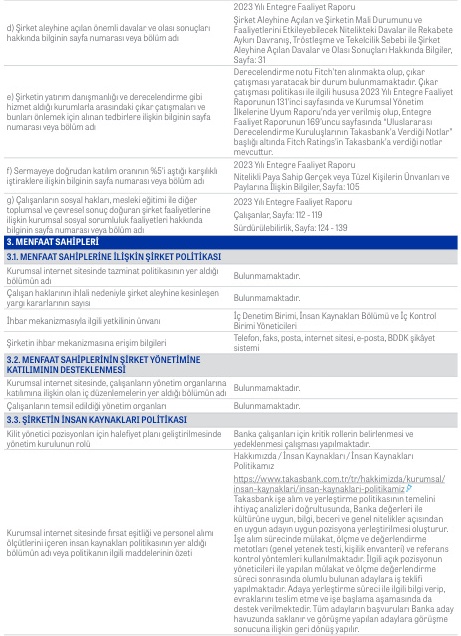 2023 Yılı Entegre Faaliyet Raporu
d) Şirket aleyhine açılan önemli davalar ve olası sonuçları
hakkında bilginin sayfa numarası veya bölüm adı
Şirket Aleyhine Açılan ve Şirketin Mali Durumunu ve
Faaliyetlerini Etkileyebilecek Nitelikteki Davalar ile Rekabete
Aykırı Davranış, Tröstleşme ve Tekelcilik Sebebi ile Şirket
Aleyhine Açılan Davalar ve Olası Sonuçları Hakkında Bilgiler,
Sayfa: 31
e) Şirketin yatırım danışmanlığı ve derecelendirme gibi
hizmet aldığı kurumlarla arasındaki çıkar çatışmaları ve
bunları önlemek için alınan tedbirlere ilişkin bilginin sayfa
numarası veya bölüm adı
Derecelendirme notu Fitch'ten alınmakta olup, çıkar
çatışması yaratacak bir durum bulunmamaktadır. Çıkar
çatışması politikası ile ilgili hususa 2023 Yılı Entegre Faaliyet
Raporunun 131'inci sayfasında ve Kurumsal Yönetim
İlkelerine Uyum Raporu'nda yer verilmiş olup, Entegre
Faaliyet Raporunun 169'uncu sayfasında "Uluslararası
Derecelendirme Kuruluşlarının Takasbank'a Verdiği Notlar"
başlığı altında Fitch Ratings'in Takasbank'a verdiği notlar
mevcuttur.
f) Sermayeye doğrudan katılım oranının %5'i aştığı karşılıklı
iştiraklere ilişkin bilginin sayfa numarası veya bölüm adı
2023 Yılı Entegre Faaliyet Raporu
Nitelikli Paya Sahip Gerçek veya Tüzel Kişilerin Ünvanları ve
Paylarına İlişkin Bilgiler, Sayfa: 105
g) Çalışanların sosyal hakları, mesleki eğitimi ile diğer
toplumsal ve çevresel sonuç doğuran şirket faaliyetlerine
ilişkin kurumsal sosyal sorumluluk faaliyetleri hakkında
bilginin sayfa numarası veya bölüm adı
2023 Yılı Entegre Faaliyet Raporu
Çalışanlar, Sayfa: 112 - 119
Sürdürülebilirlik, Sayfa: 124 - 139
3. MENFAAT SAHİPLERİ
3.1. MENFAAT SAHİPLERİNE İLİŞKİN ŞİRKET POLİTİKASI
Kurumsal internet sitesinde tazminat politikasının yer aldığı
bölümün adı
Bulunmamaktadır.
Çalışan haklarının ihlali nedeniyle şirket aleyhine kesinleşen
yargı kararlarının sayısı
Bulunmamaktadır.
İhbar mekanizmasıyla ilgili yetkilinin ünvanı
İç Denetim Birimi, İnsan Kaynakları Bölümü ve İç Kontrol
Birimi Yöneticileri
Şirketin ihbar mekanizmasına erişim bilgileri
Telefon, faks, posta, internet sitesi, e-posta, BDDK şikâyet
sistemi
3.2. MENFAAT SAHİPLERİNİN ŞİRKET YÖNETİMİNE
KATILIMININ DESTEKLENMESİ
Kurumsal internet sitesinde, çalışanların yönetim organlarına
katılımına ilişkin olan iç düzenlemelerin yer aldığı bölümün adı
Bulunmamaktadır.
Çalışanların temsil edildiği yönetim organları
Bulunmamaktadır.
3.3. ŞİRKETİN İNSAN KAYNAKLARI POLİTİKASI
Kilit yönetici pozisyonları için halefiyet planı geliştirilmesinde
yönetim kurulunun rolü
Banka çalışanları için kritik rollerin belirlenmesi ve
yedeklenmesi çalışması yapılmaktadır.
Kurumsal internet sitesinde fırsat eşitliği ve personel alımı
ölçütlerini içeren insan kaynakları politikasının yer aldığı
bölümün adı veya politikanın ilgili maddelerinin özeti
Hakkımızda / İnsan Kaynakları / İnsan Kaynakları
Politikamız
https://www.takasbank.com.tr/tr/hakkimizda/kurumsal/
insan-kaynaklari/insan-kaynaklari-politikamiz
Takasbank işe alım ve yerleştirme politikasının temelini
ihtiyaç analizleri doğrultusunda, Banka değerleri ile
kültürüne uygun, bilgi, beceri ve genel nitelikler açısından
en uygun adayın uygun pozisyona yerleştirilmesi oluşturur.
İşe alım sürecinde mülakat, ölçme ve değerlendirme
metotları (genel yetenek testi, kişilik envanteri) ve referans
kontrol yöntemleri kullanılmaktadır. İlgili açık pozisyonun
yöneticileri ile yapılan mülakat ve ölçme değerlendirme
süreci sonrasında olumlu bulunan adaylara iş teklifi
yapılmaktadır. Adaya yerleştirme süreci ile ilgili bilgi verip,
evraklarını teslim etme ve işe başlama aşamasında da
destek verilmektedir. Tüm adayların başvuruları Banka aday
havuzunda saklanır ve görüşme yapılan adaylara görüşme
sonucuna ilişkin geri dönüş yapılır.